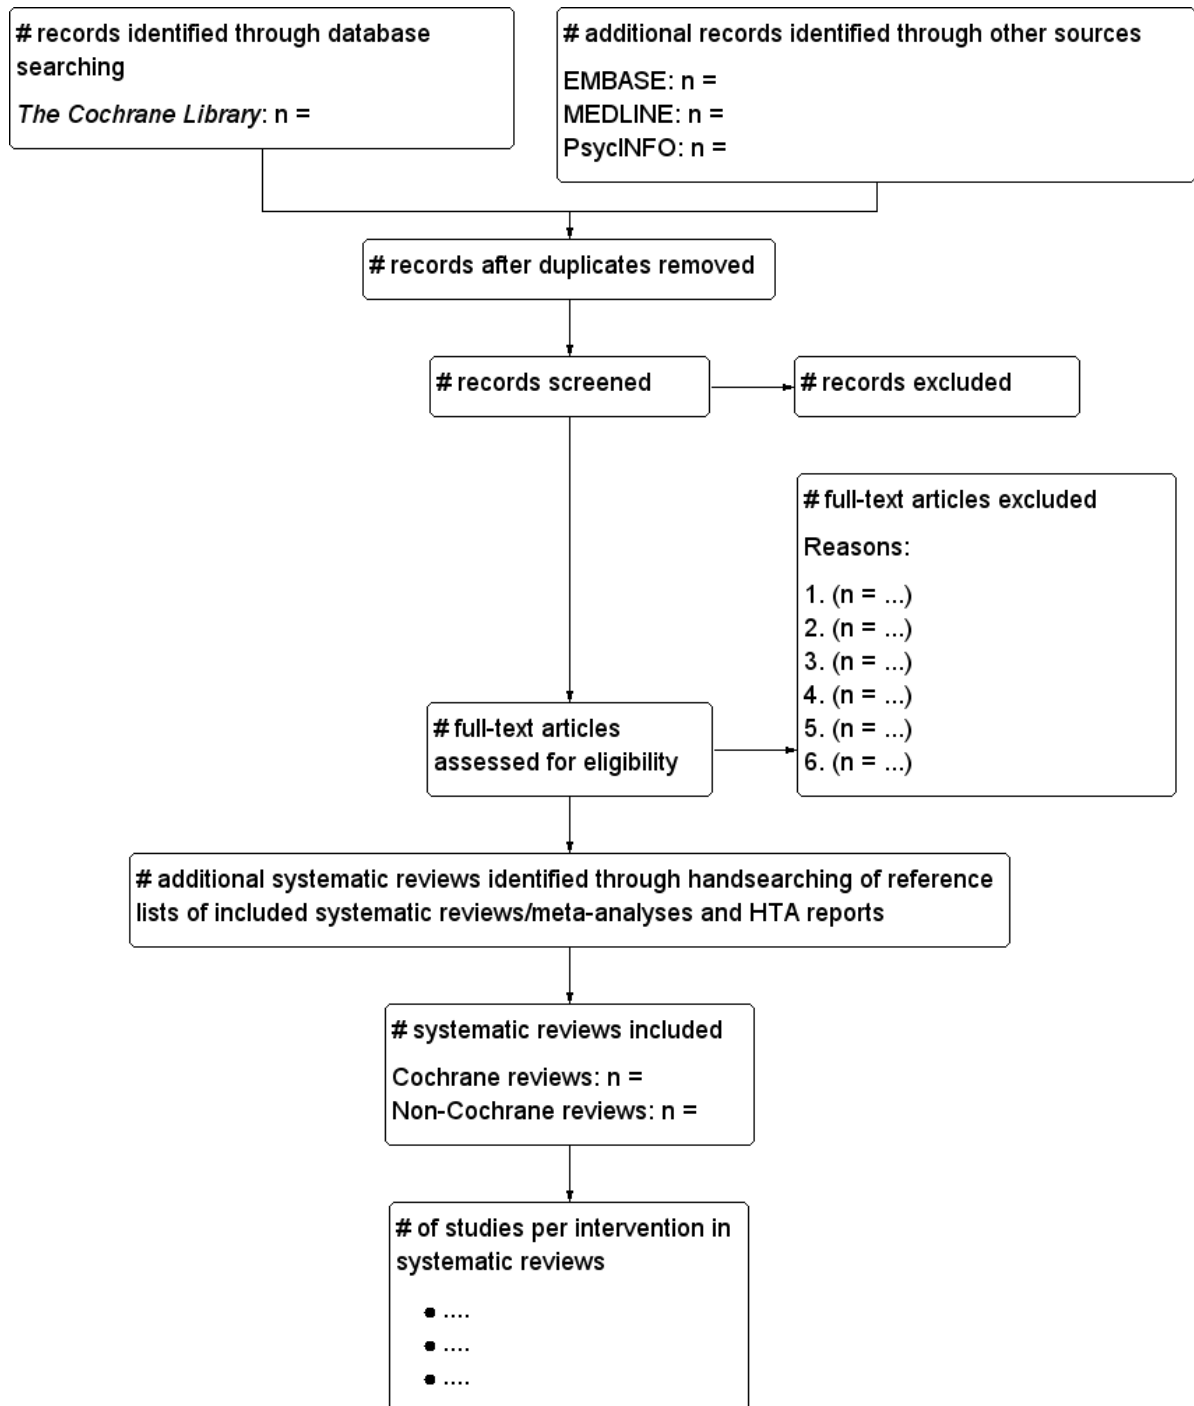 # records identified through database
searching
The Cochrane Library: n =
# additional records identified through other sources
EMBASE: n =
MEDLINE: n =
PsycINFO: n =
# records after duplicates removed
# records screened
# records excluded
# full-text articles excluded
Reasons:
1. (n = ...)
2. (n = ...)
3. (n = ...)
4. (n = ...)
5. (n = ...)
6. (n = ...)
# full-text articles
assessed for eligibility
# additional systematic reviews identified through handsearching of reference
lists of included systematic reviews/meta-analyses and HTA reports
# systematic reviews included
Cochrane reviews: n =
Non-Cochrane reviews: n =
# of studies per intervention in
systematic reviews
● ....
● ....
● ....